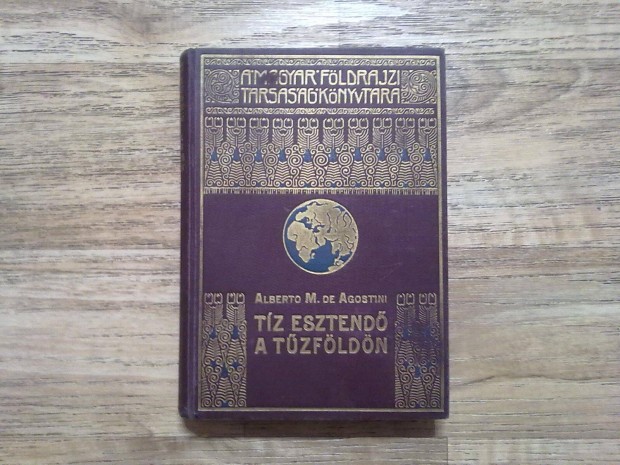 A MAGYAR FÖLDRAJZI
TÁRSASÁG KÖNYVTÁRA
ALBERTO M. DE AGOSTINI
TÍZ ESZTENDŐ
A TŰZFÖLDÖN